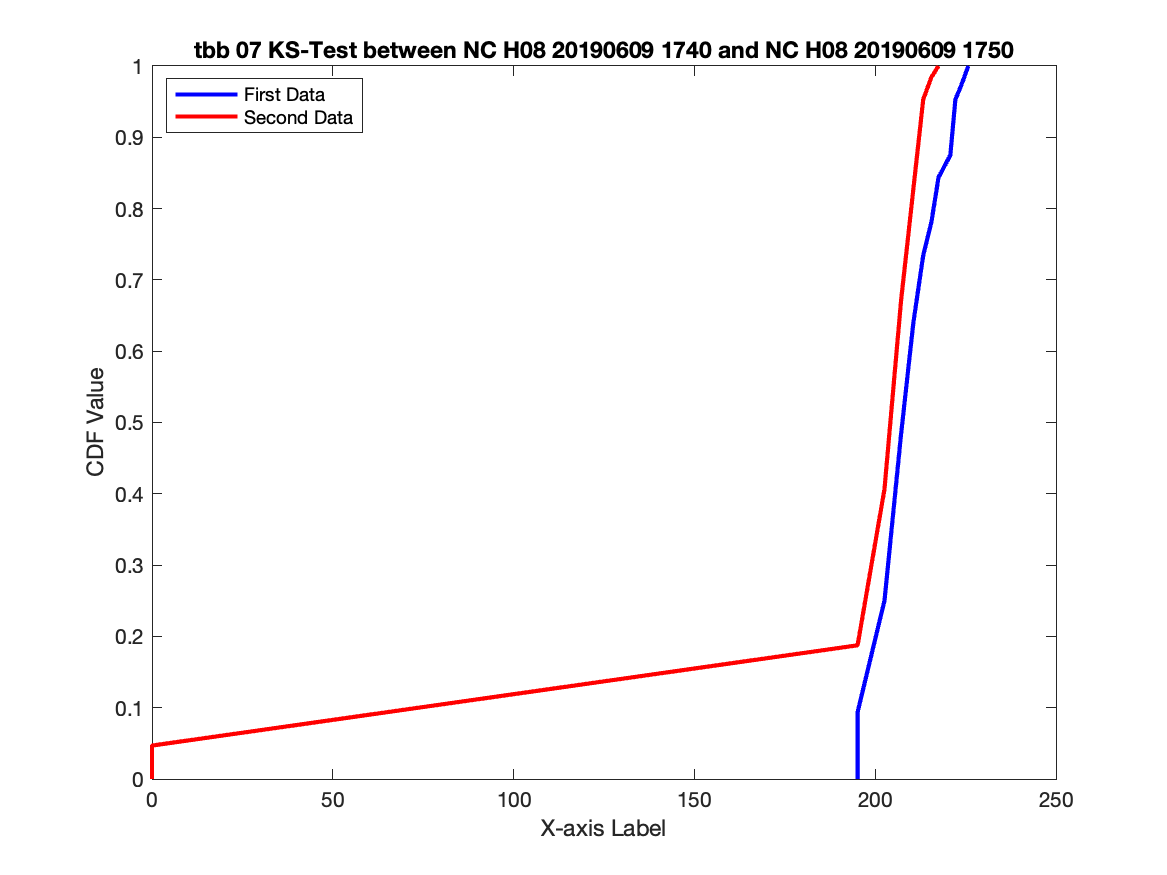 tbb 07 KS-Test between NC H08 20190609 1740 and NC H08 20190609 1750
First Data
Second Data
1
0.9
0.8
0.7
0.6
0.5
0.4
0.3
0.2
0.1
0
CDF Value
0 50 100 150 200 250
X-axis Label